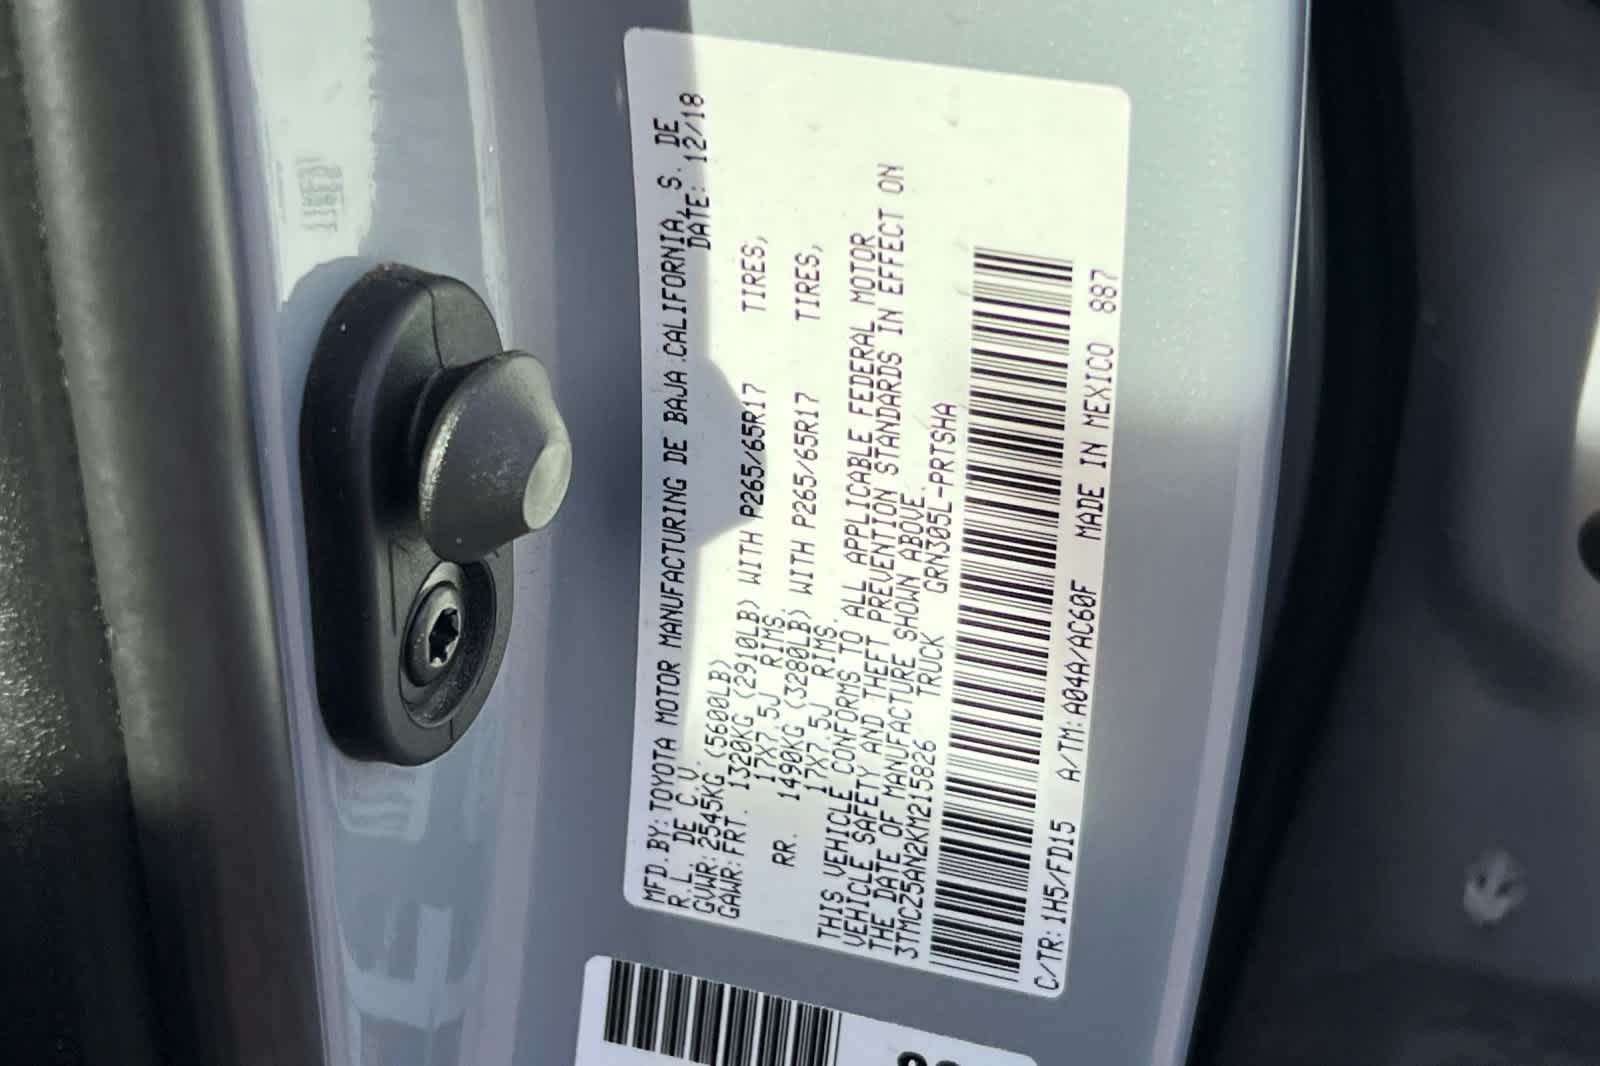 MFD.BY:TOYOTA MOTOR MANUFACTURING DE BAJA CALIFORNIA, S. DE
R.L. DE C.V. DATE: 12/18
GVWR:2545KG (5600LB)
GAWR:FRT. 1320KG (2910LB) WITH P265/65R17 TIRES,
17X7.5J RIMS.
RR. 1490KG (3280LB) WITH P265/65R17 TIRES,
17X7.5J RIMS.
THIS VEHICLE CONFORMS TO ALL APPLICABLE FEDERAL MOTOR
VEHICLE SAFETY AND THEFT PREVENTION STANDARDS IN EFFECT ON
THE DATE OF MANUFACTURE SHOWN ABOVE.
3TMCZ5AN2KM215826 TRUCK GRN305L-PRTSHA
C/TR: 1H5/FD15 A/TM: A04A/AC60F MADE IN MEXICO 887